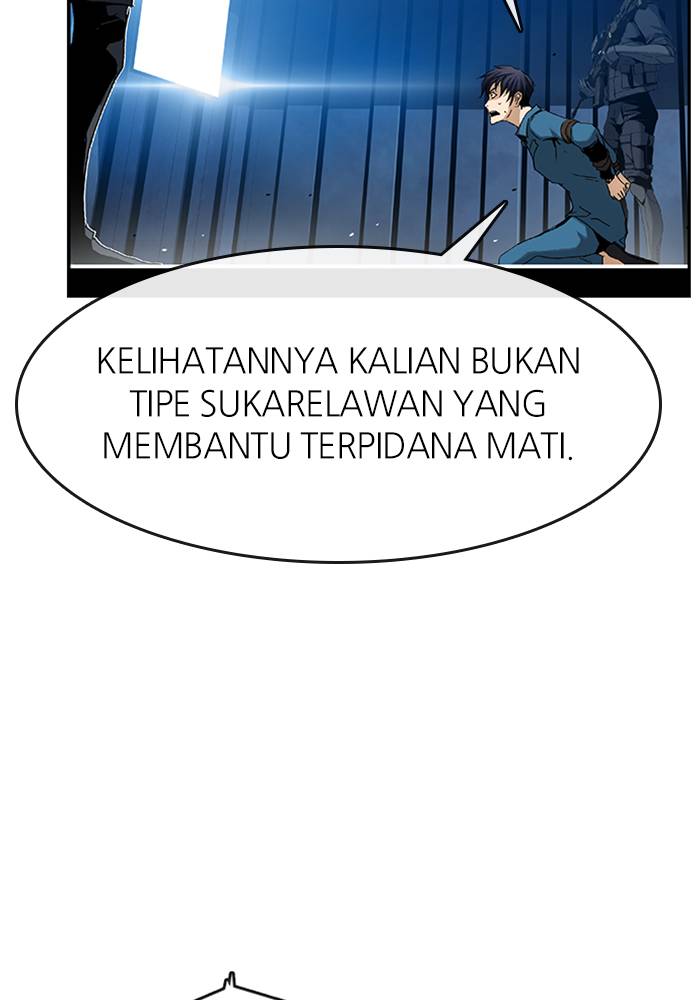 KELIHATANNYA KALIAN BUKAN
TIPE SUKARELAWAN YANG
MEMBANTU TERPIDANA MATI.